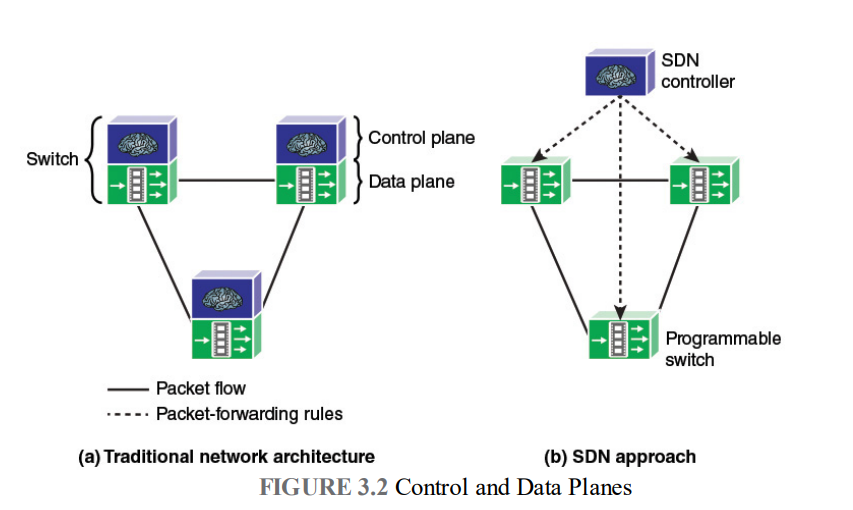 SDN
controller
Control plane
Switch
Data plane
Programmable
switch
Packet flow
Packet-forwarding rules
(a) Traditional network architecture
(b) SDN approach
FIGURE 3.2 Control and Data Planes